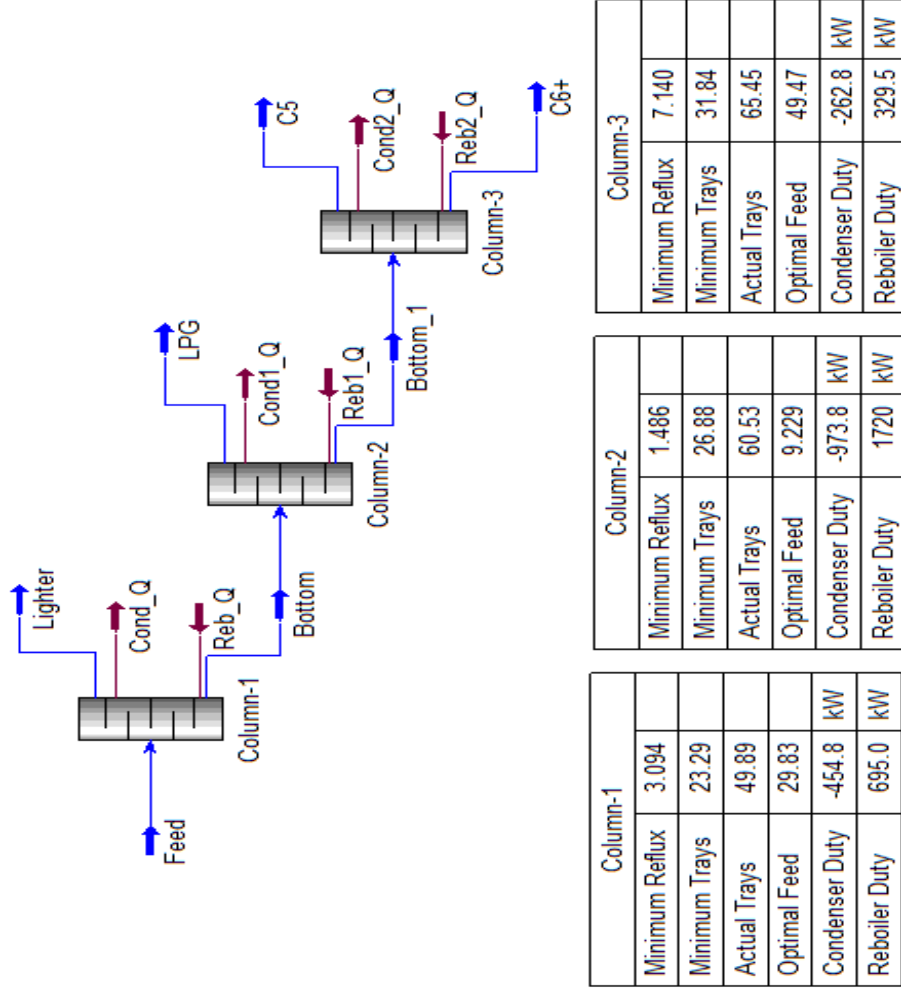 Feed
Column-1
Lighter
Cond_Q
Reb_Q
Bottom
Column-2
LPG
Cond1_Q
Reb1_Q
Bottom_1
Column-3
C5
Cond2_Q
Reb2_Q
C6+
Column-1
Minimum Reflux 3.094
Minimum Trays 23.29
Actual Trays 49.89
Optimal Feed 29.83
Condenser Duty -454.8 kW
Reboiler Duty 695.0 kW
Column-2
Minimum Reflux 1.486
Minimum Trays 26.88
Actual Trays 60.53
Optimal Feed 9.229
Condenser Duty -973.8 kW
Reboiler Duty 1720 kW
Column-3
Minimum Reflux 7.140
Minimum Trays 31.84
Actual Trays 65.45
Optimal Feed 49.47
Condenser Duty -262.8 kW
Reboiler Duty 329.5 kW